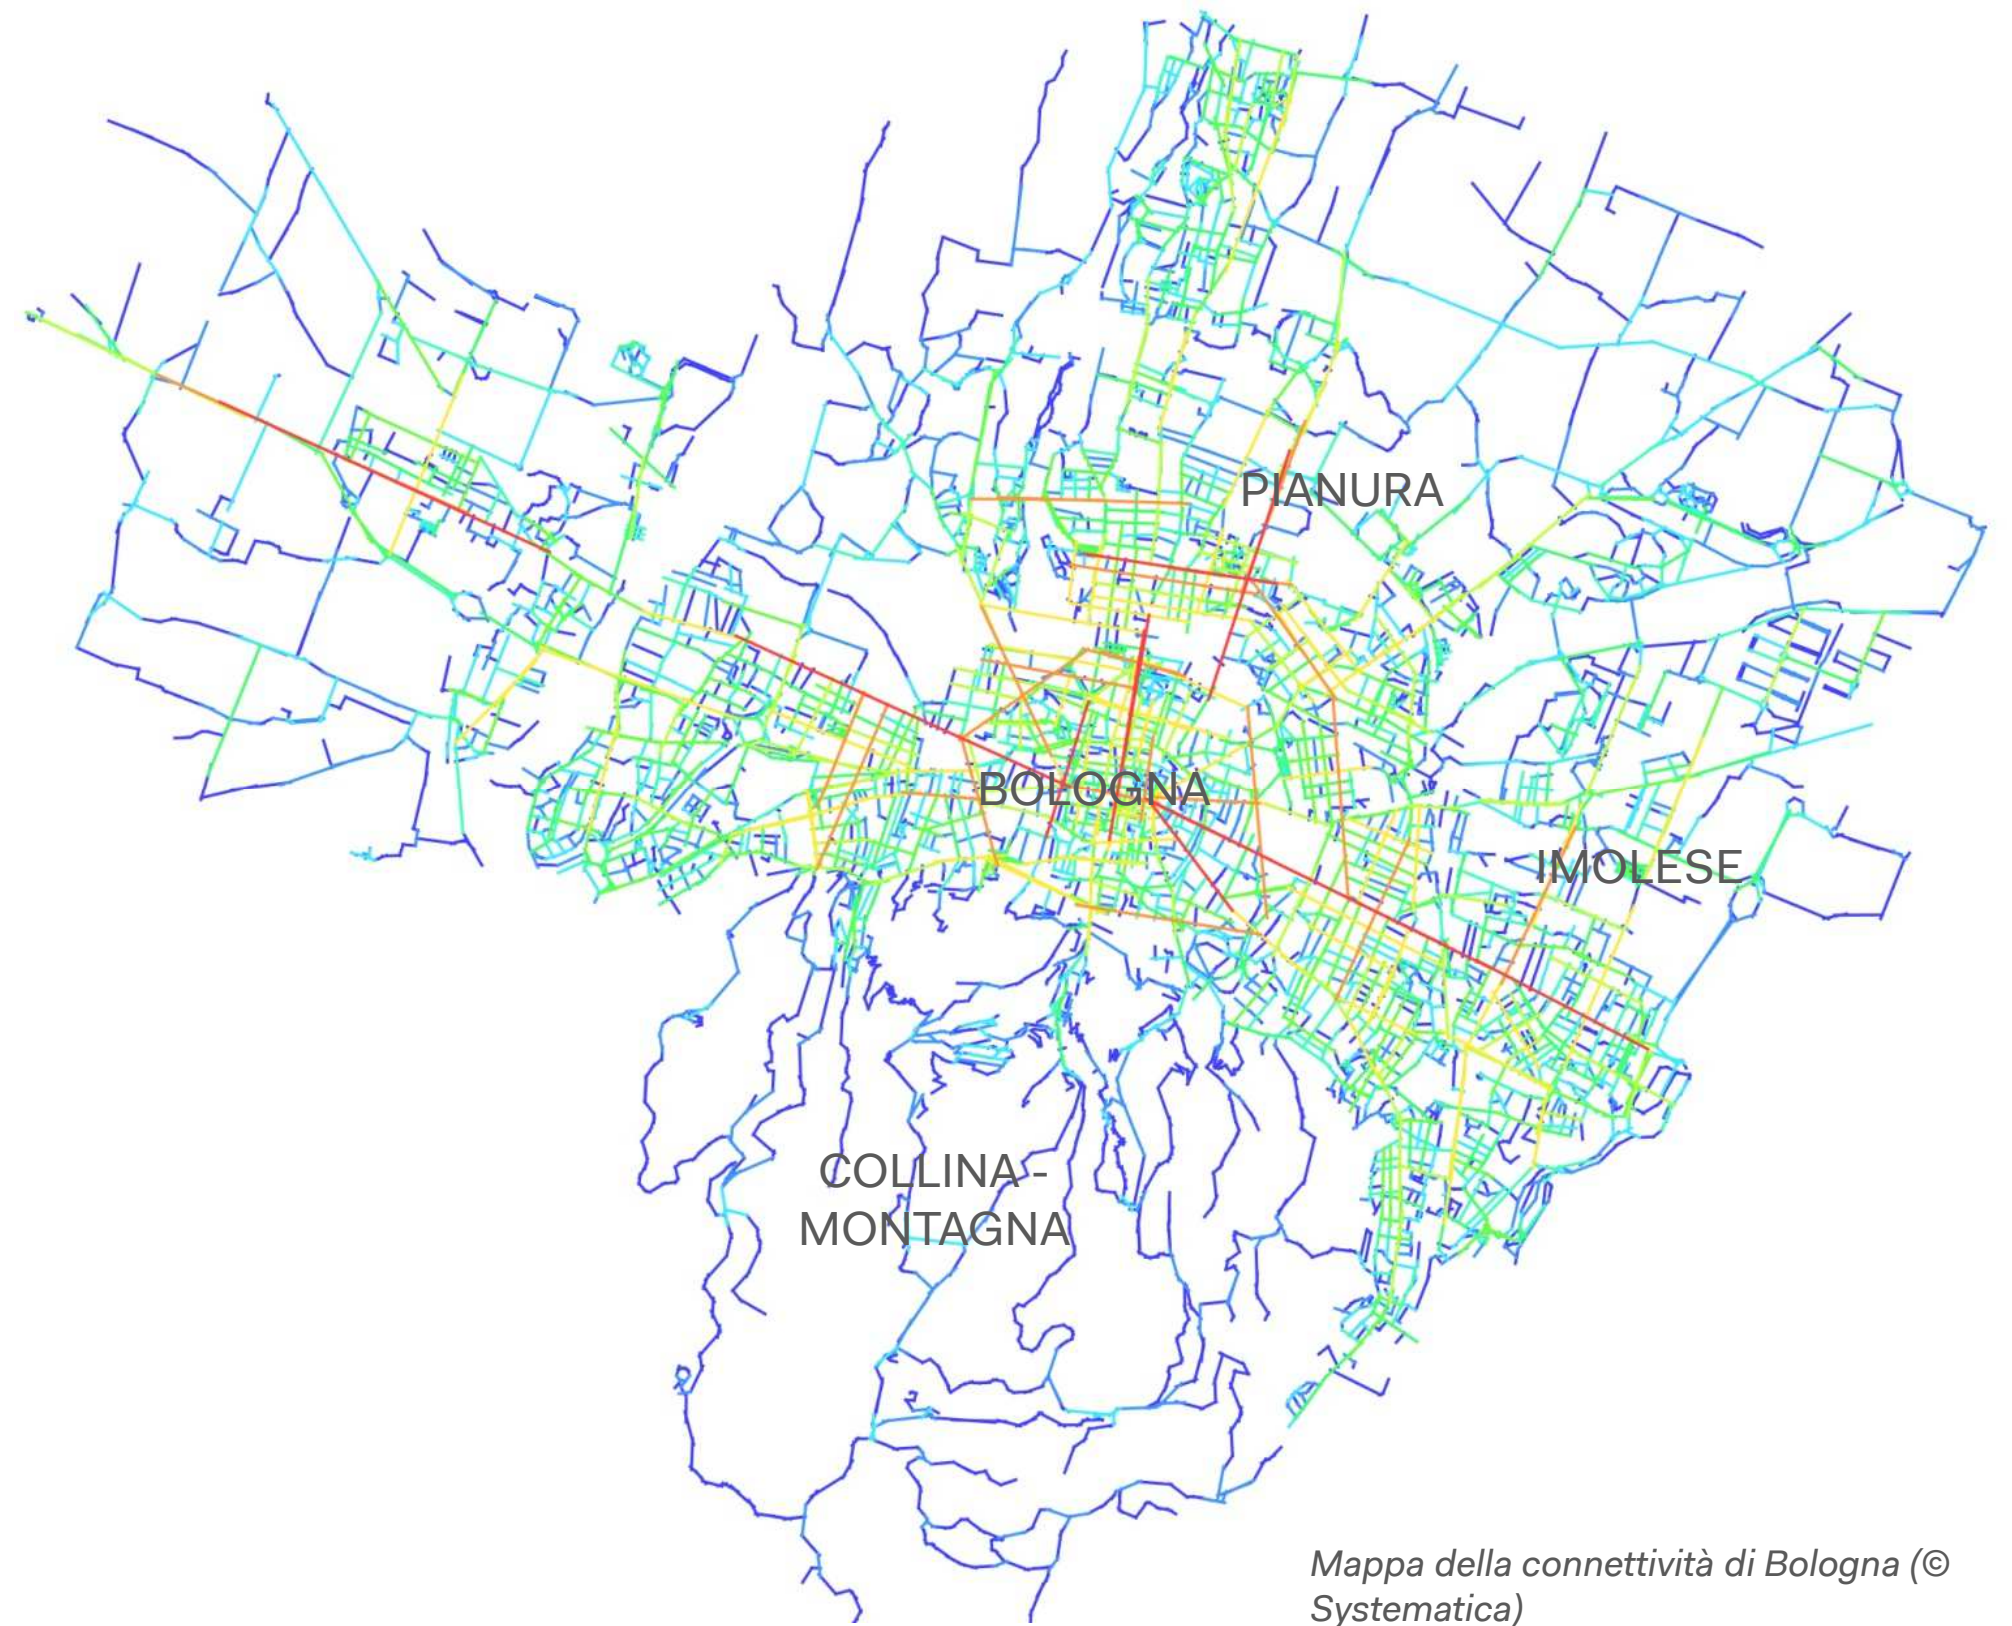 PIANURA
BOLOGNA
IMOLESE
COLLINA -
MONTAGNA
Mappa della connettività di Bologna (©
Systematica)